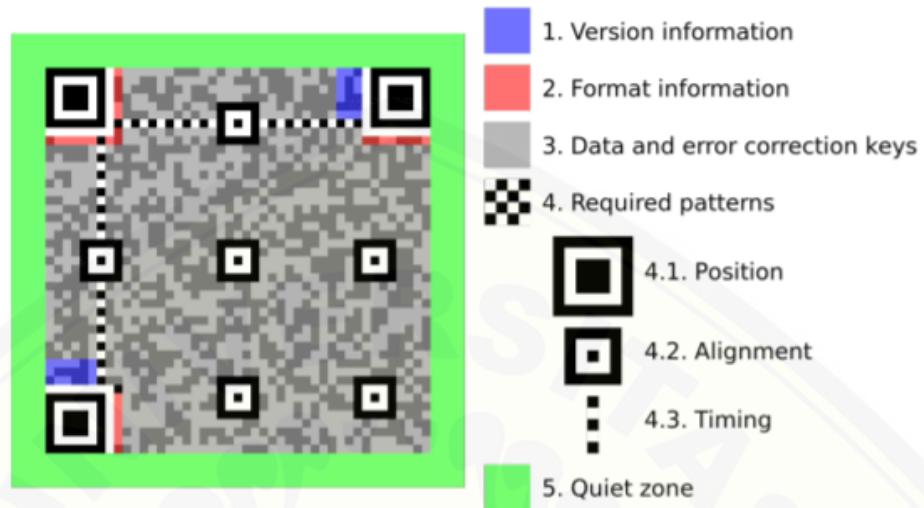 1. Version information
2. Format information
3. Data and error correction keys
4. Required patterns
4.1. Position
4.2. Alignment
4.3. Timing
5. Quiet zone